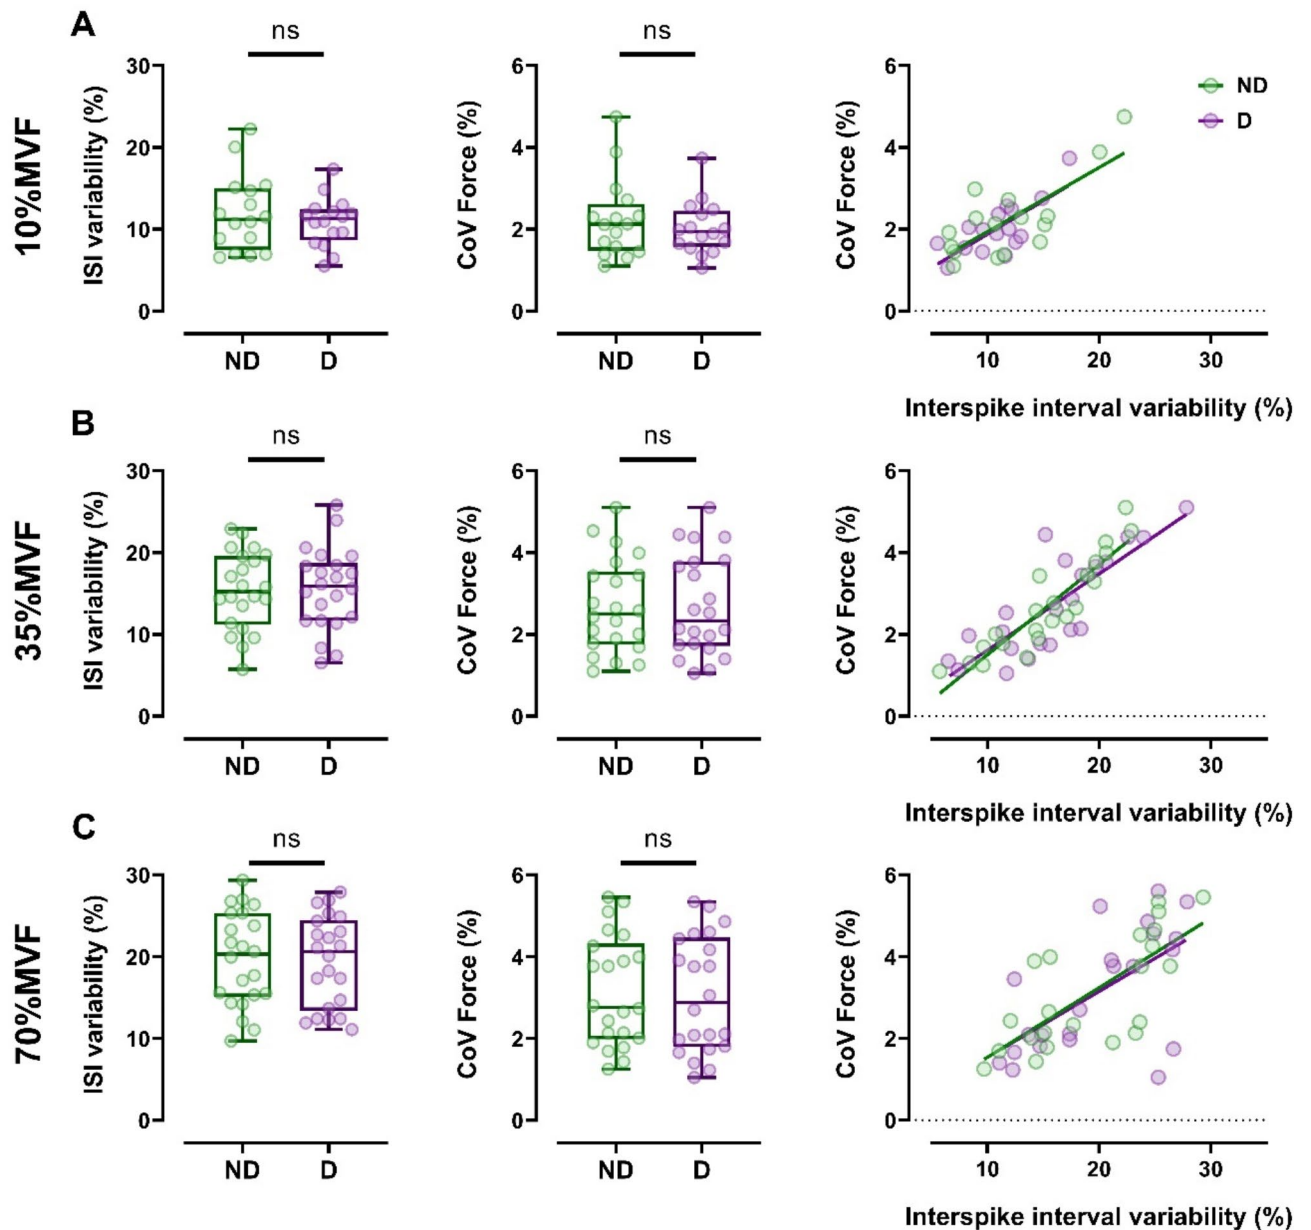 A
10%MVF
ns
ns
ISI variability (%)
30
20
10
0
ND
D
CoV Force (%)
6
4
2
0
ND
D
CoV Force (%)
6
4
2
0
10
20
30
Interspike interval variability (%)
ND
D
B
35%MVF
ns
ns
ISI variability (%)
30
20
10
0
ND
D
CoV Force (%)
6
4
2
0
ND
D
CoV Force (%)
6
4
2
0
10
20
30
Interspike interval variability (%)
C
70%MVF
ns
ns
ISI variability (%)
30
20
10
0
ND
D
CoV Force (%)
6
4
2
0
ND
D
CoV Force (%)
6
4
2
0
10
20
30
Interspike interval variability (%)